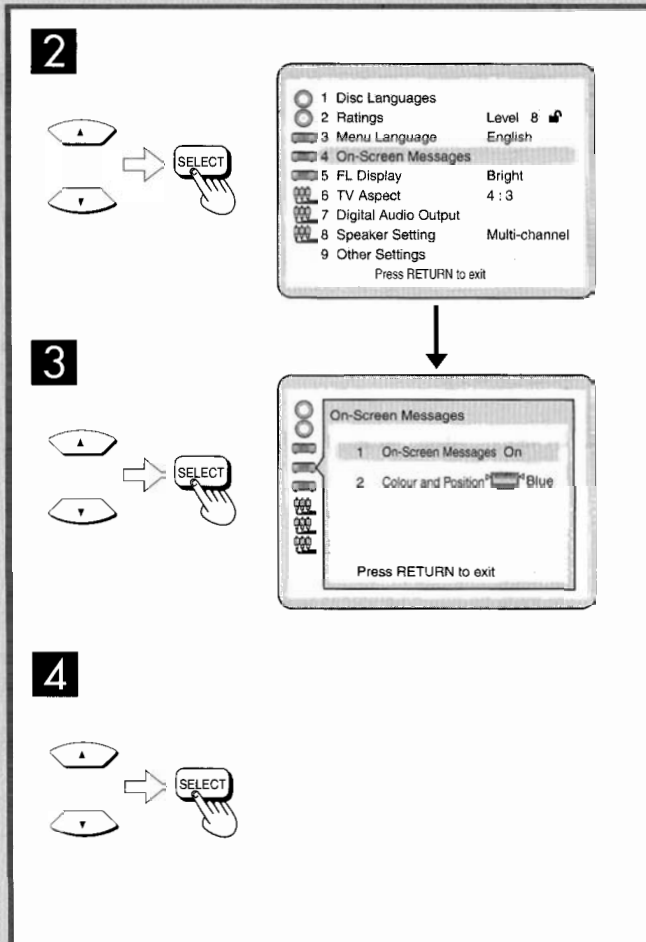 2
SELECT
1 Disc Languages
2 Ratings Level 8
3 Menu Language English
4 On-Screen Messages
5 FL Display Bright
6 TV Aspect 4 : 3
7 Digital Audio Output
8 Speaker Setting Multi-channel
9 Other Settings
Press RETURN to exit
3
SELECT
On-Screen Messages
1 On-Screen Messages On
2 Colour and Position Blue
Press RETURN to exit
4
SELECT